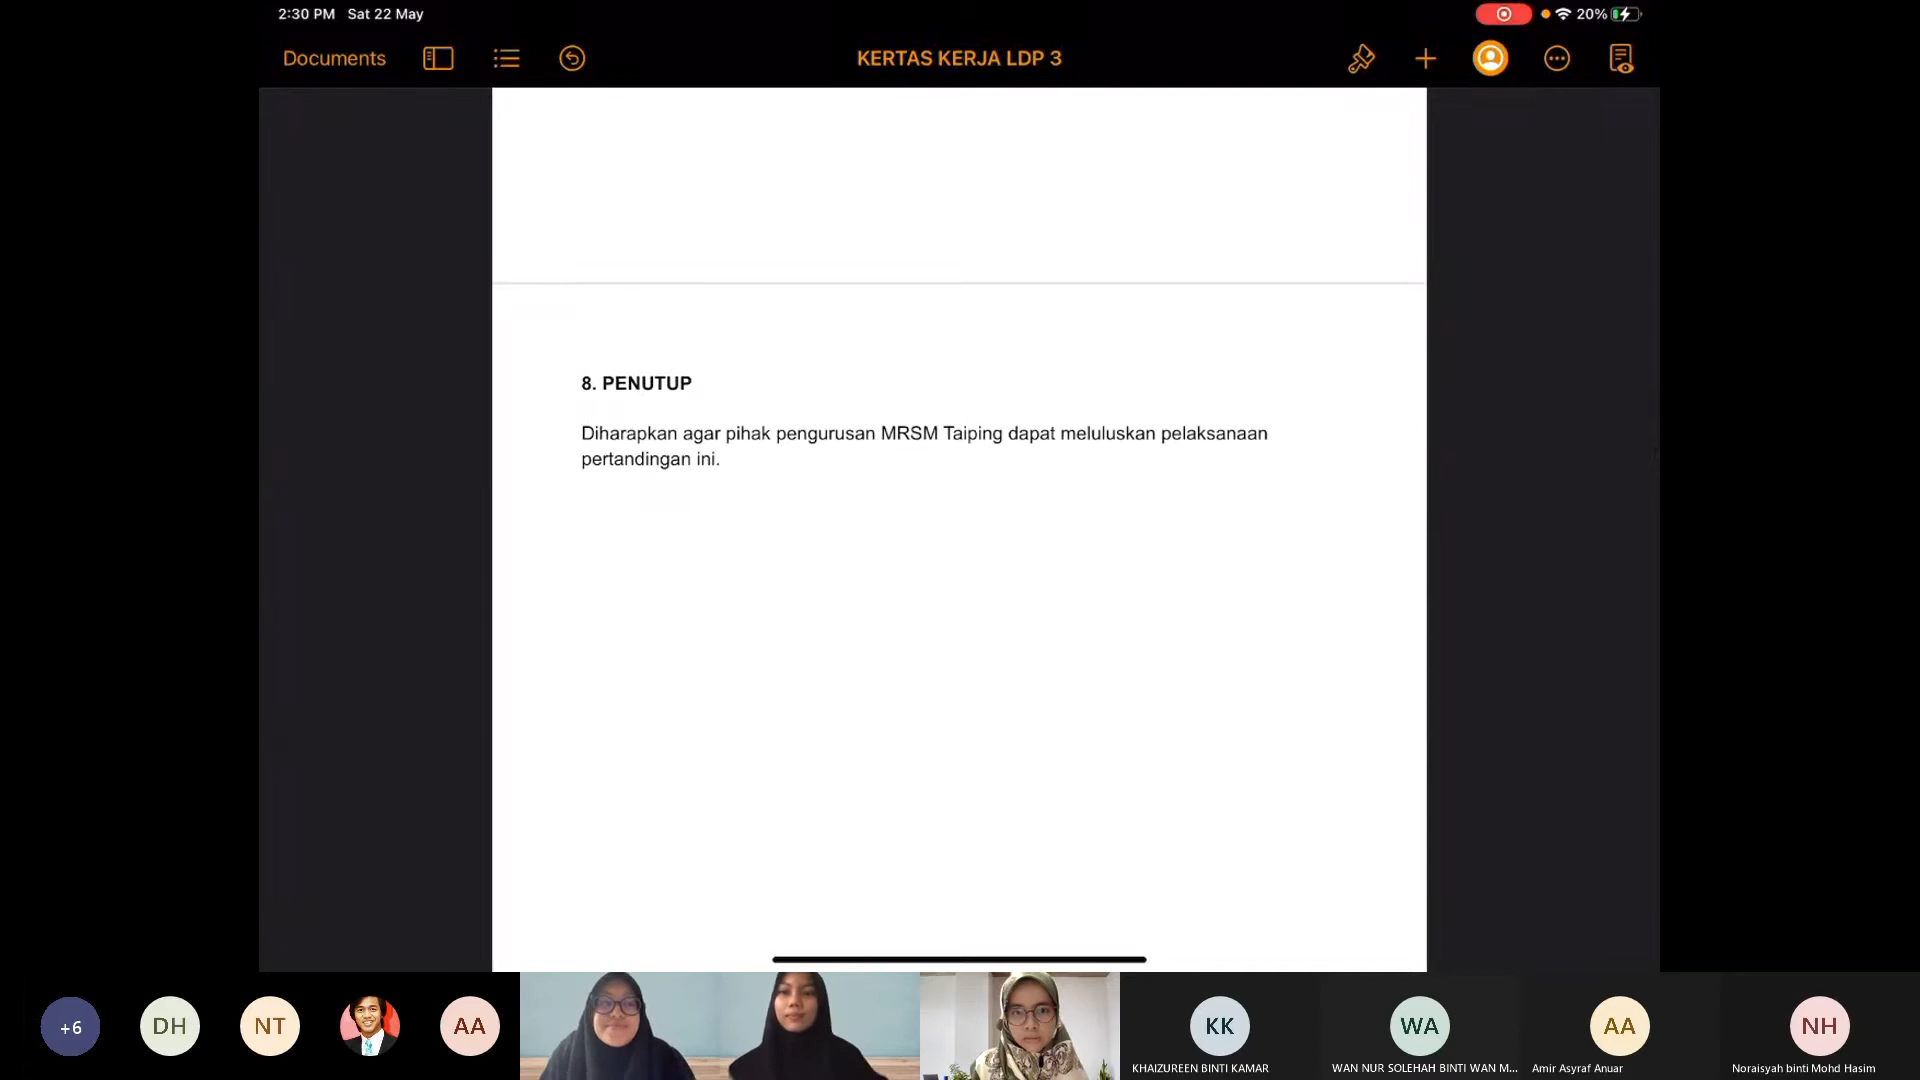 2:30 PM Sat 22 May
20%
Documents
KERTAS KERJA LDP 3
8. PENUTUP
Diharapkan agar pihak pengurusan MRSM Taiping dapat meluluskan pelaksanaan
pertandingan ini.
+6
DH
NT
AA
KK
WA
AA
NH
KHAIZUREEN BINTI KAMAR
WAN NUR SOLEHAH BINTI WAN M...
Amir Asyraf Anuar
Noraisyah binti Mohd Hasim